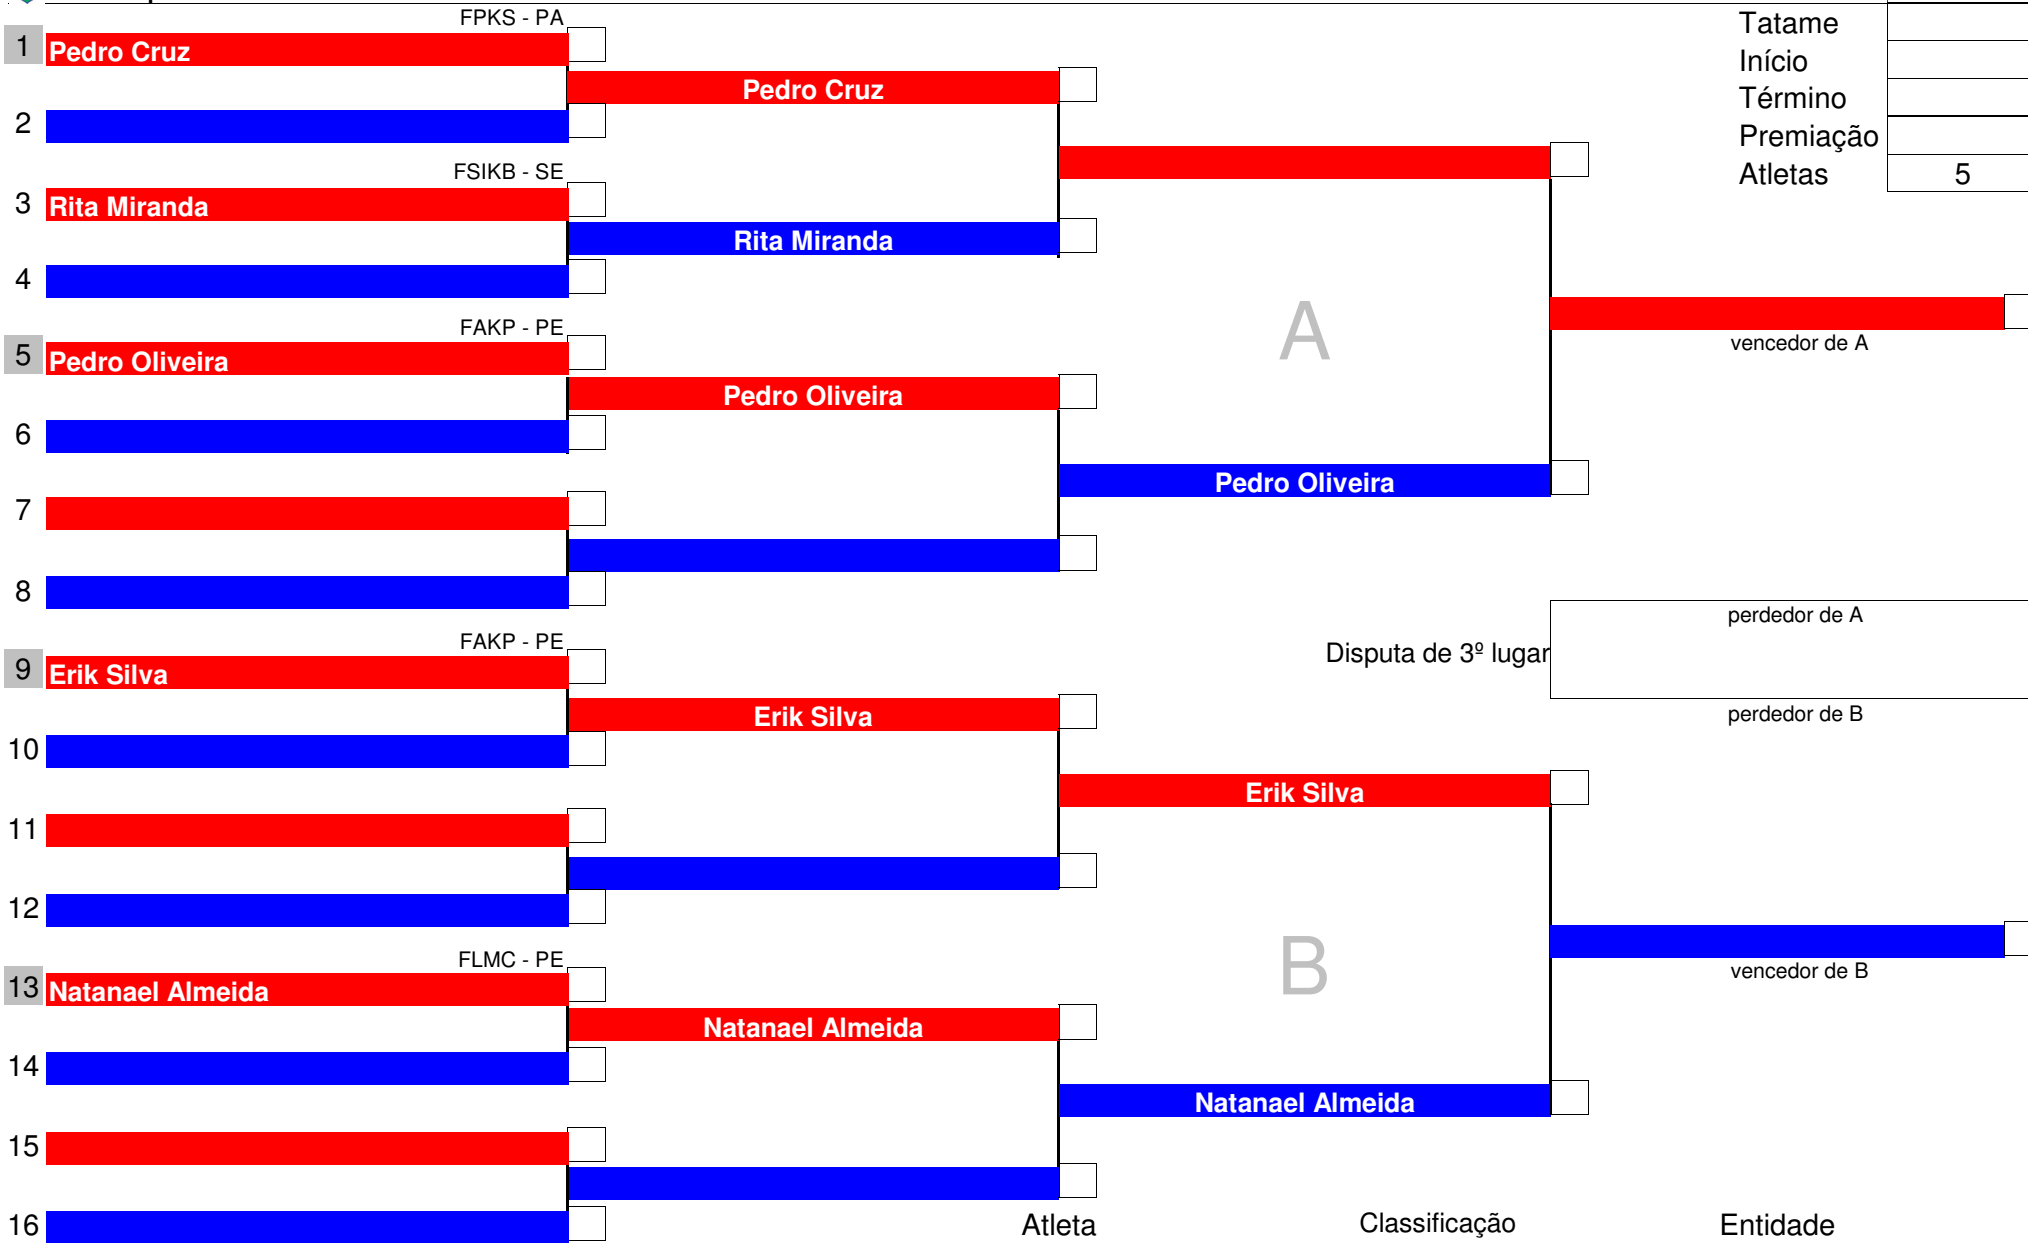 FPKS - PA
Tatame
1 Pedro Cruz
Início
Pedro Cruz
Término
2
Premiação
FSIKB - SE
Atletas 5
3 Rita Miranda
Rita Miranda
4
FAKP - PE
A
vencedor de A
5 Pedro Oliveira
Pedro Oliveira
6
Pedro Oliveira
7
8
perdedor de A
FAKP - PE
Disputa de 3º lugar
9 Erik Silva
Erik Silva
perdedor de B
10
Erik Silva
11
12
FLMC - PE
B
vencedor de B
13 Natanael Almeida
Natanael Almeida
14
Natanael Almeida
15
16
Atleta Classificação Entidade